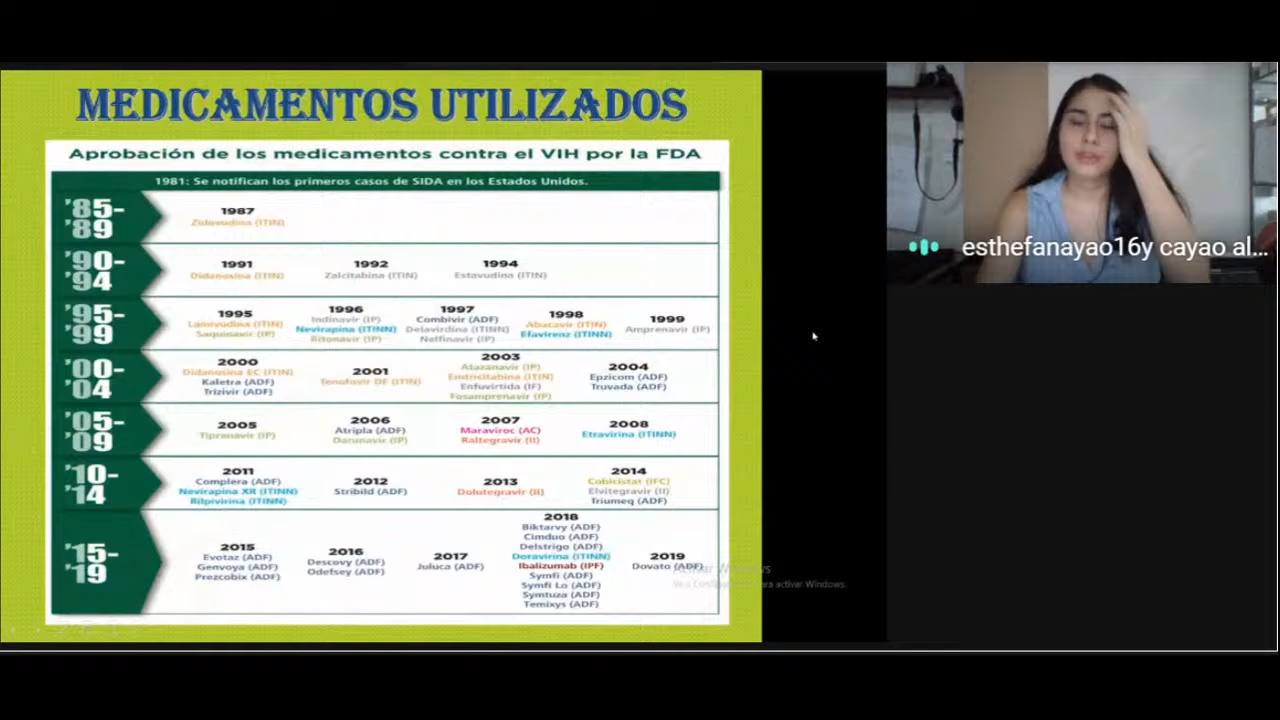 MEDICAMENTOS UTILIZADOS
Aprobación de los medicamentos contra el VIH por la FDA
1981: Se notifican los primeros casos de SIDA en los Estados Unidos.
'85-
'89
1987
Zidovudina (ITIN)
'90-
'94
1991
Didanosina (ITIN)
1992
Zalcitabina (ITIN)
1994
Estavudina (ITIN)
'95-
'99
1995
Lamivudina (ITIN)
Saquinavir (IP)
1996
Indinavir (IP)
Nevirapina (ITINN)
Ritonavir (IP)
1997
Combivir (ADF)
Delavirdina (ITINN)
Nelfinavir (IP)
1998
Abacavir (ITIN)
Efavirenz (ITINN)
1999
Amprenavir (IP)
'00-
'04
2000
Didanosina EC (ITIN)
Kaletra (ADF)
Trizivir (ADF)
2001
Tenofovir DF (ITIN)
2003
Atazanavir (IP)
Emtricitabina (ITIN)
Enfuvirtida (IF)
Fosamprenavir (IP)
2004
Epzicom (ADF)
Truvada (ADF)
'05-
'09
2005
Tipranavir (IP)
2006
Atripla (ADF)
Darunavir (IP)
2007
Maraviroc (AC)
Raltegravir (II)
2008
Etravirina (ITINN)
'10-
'14
2011
Complera (ADF)
Nevirapina XR (ITINN)
Rilpivirina (ITINN)
2012
Stribild (ADF)
2013
Dolutegravir (II)
2014
Cobicistat (IFC)
Elvitegravir (II)
Triumeq (ADF)
'15-
'19
2015
Evotaz (ADF)
Genvoya (ADF)
Prezcobix (ADF)
2016
Descovy (ADF)
Odefsey (ADF)
2017
Juluca (ADF)
2018
Biktarvy (ADF)
Cimduo (ADF)
Delstrigo (ADF)
Doravirina (ITINN)
Ibalizumab (IPF)
Symfi (ADF)
Symfi Lo (ADF)
Symtuza (ADF)
Temixys (ADF)
2019
Dovato (ADF)
Activar Windows
para activar Windows.
esthefanayao16y cayao al...